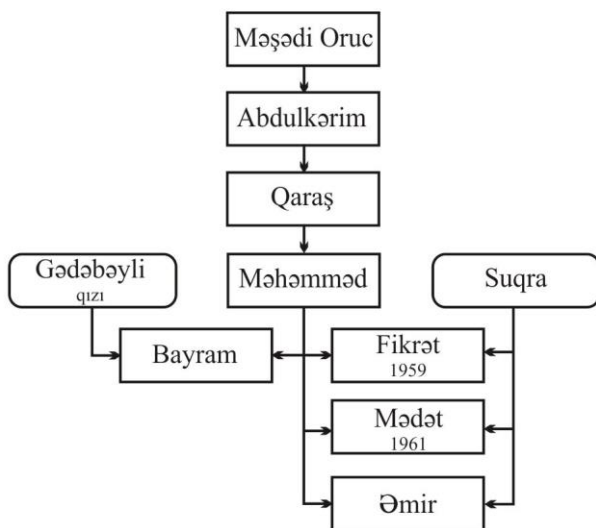 Məşədi Oruc
Abdulkərim
Qaraş
Gədəbəyli
qızı
Məhəmməd
Suqra
Bayram
Fikrət
1959
Mədət
1961
Əmir